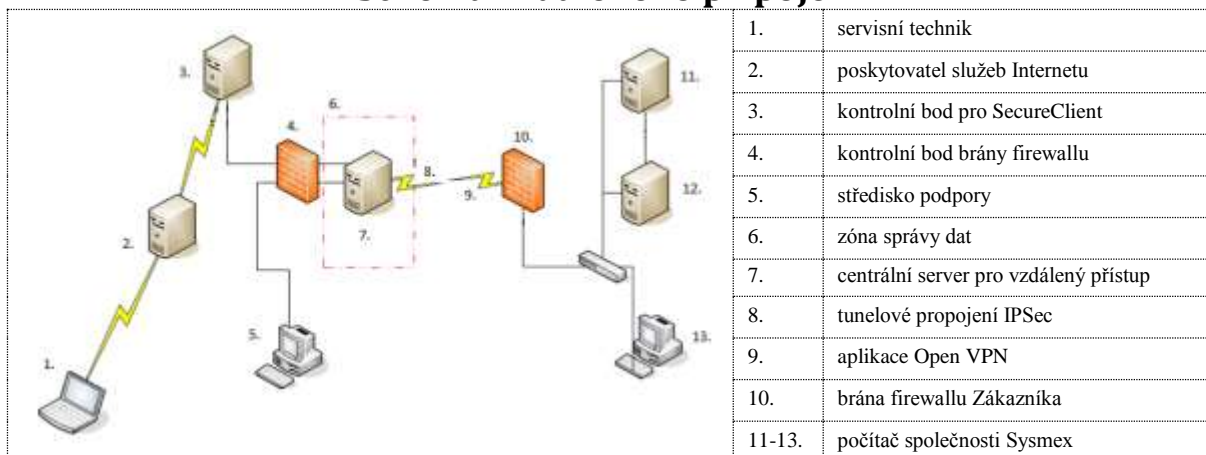 3.
6.
4.
10.
11.
8.
9.
12.
2.
7.
5.
13.
1.
1. servisní technik
2. poskytovatel služeb Internetu
3. kontrolní bod pro SecureClient
4. kontrolní bod brány firewallu
5. středisko podpory
6. zóna správy dat
7. centrální server pro vzdálený přístup
8. tunelové propojení IPSec
9. aplikace Open VPN
10. brána firewallu Zákazníka
11-13. počítač společnosti Sysmex